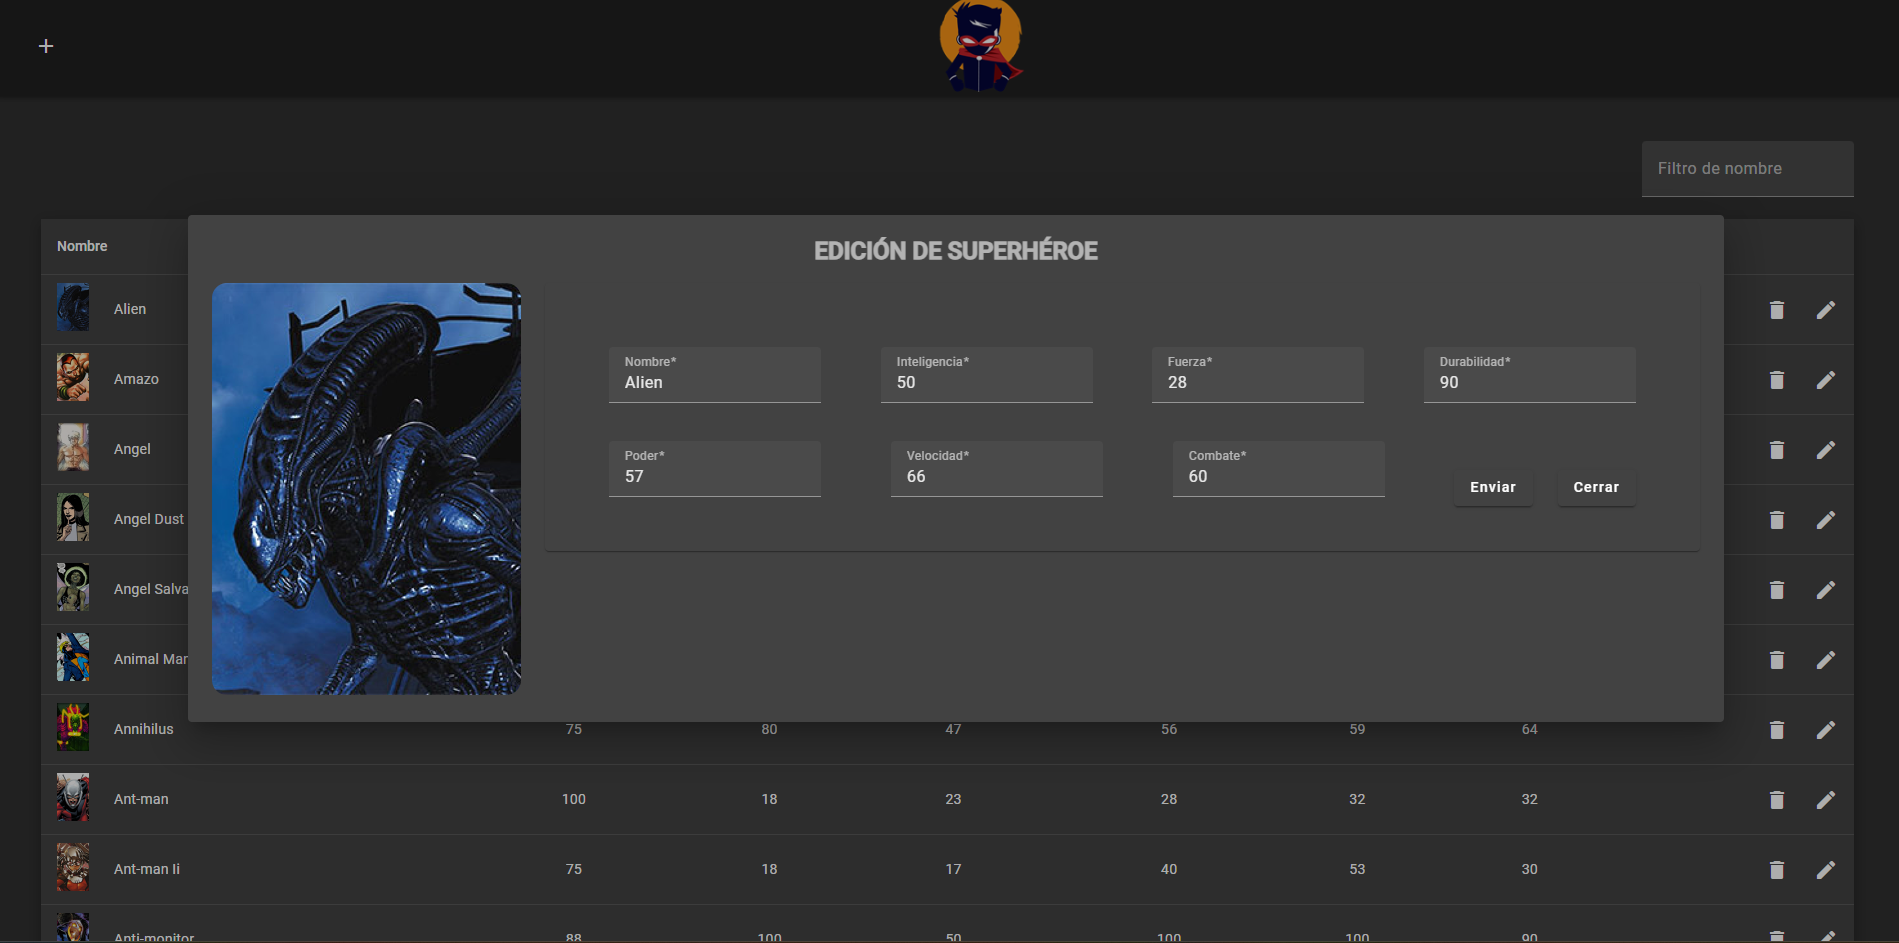 +
Filtro de nombre
Nombre
EDICIÓN DE SUPERHÉROE
Alien
Nombre* Inteligencia* Fuerza* Durabilidad*
Alien 50 28 90
Amazo
Angel
Poder* Velocidad* Combate*
57 66 60
Enviar Cerrar
Angel Dust
Angel Salva
Animal Mar
Annihilus 75 80 47 56 59 64
Ant-man 100 18 23 28 32 32
Ant-man Ii 75 18 17 40 53 30
Anti-monitor 88 100 50 100 100 90